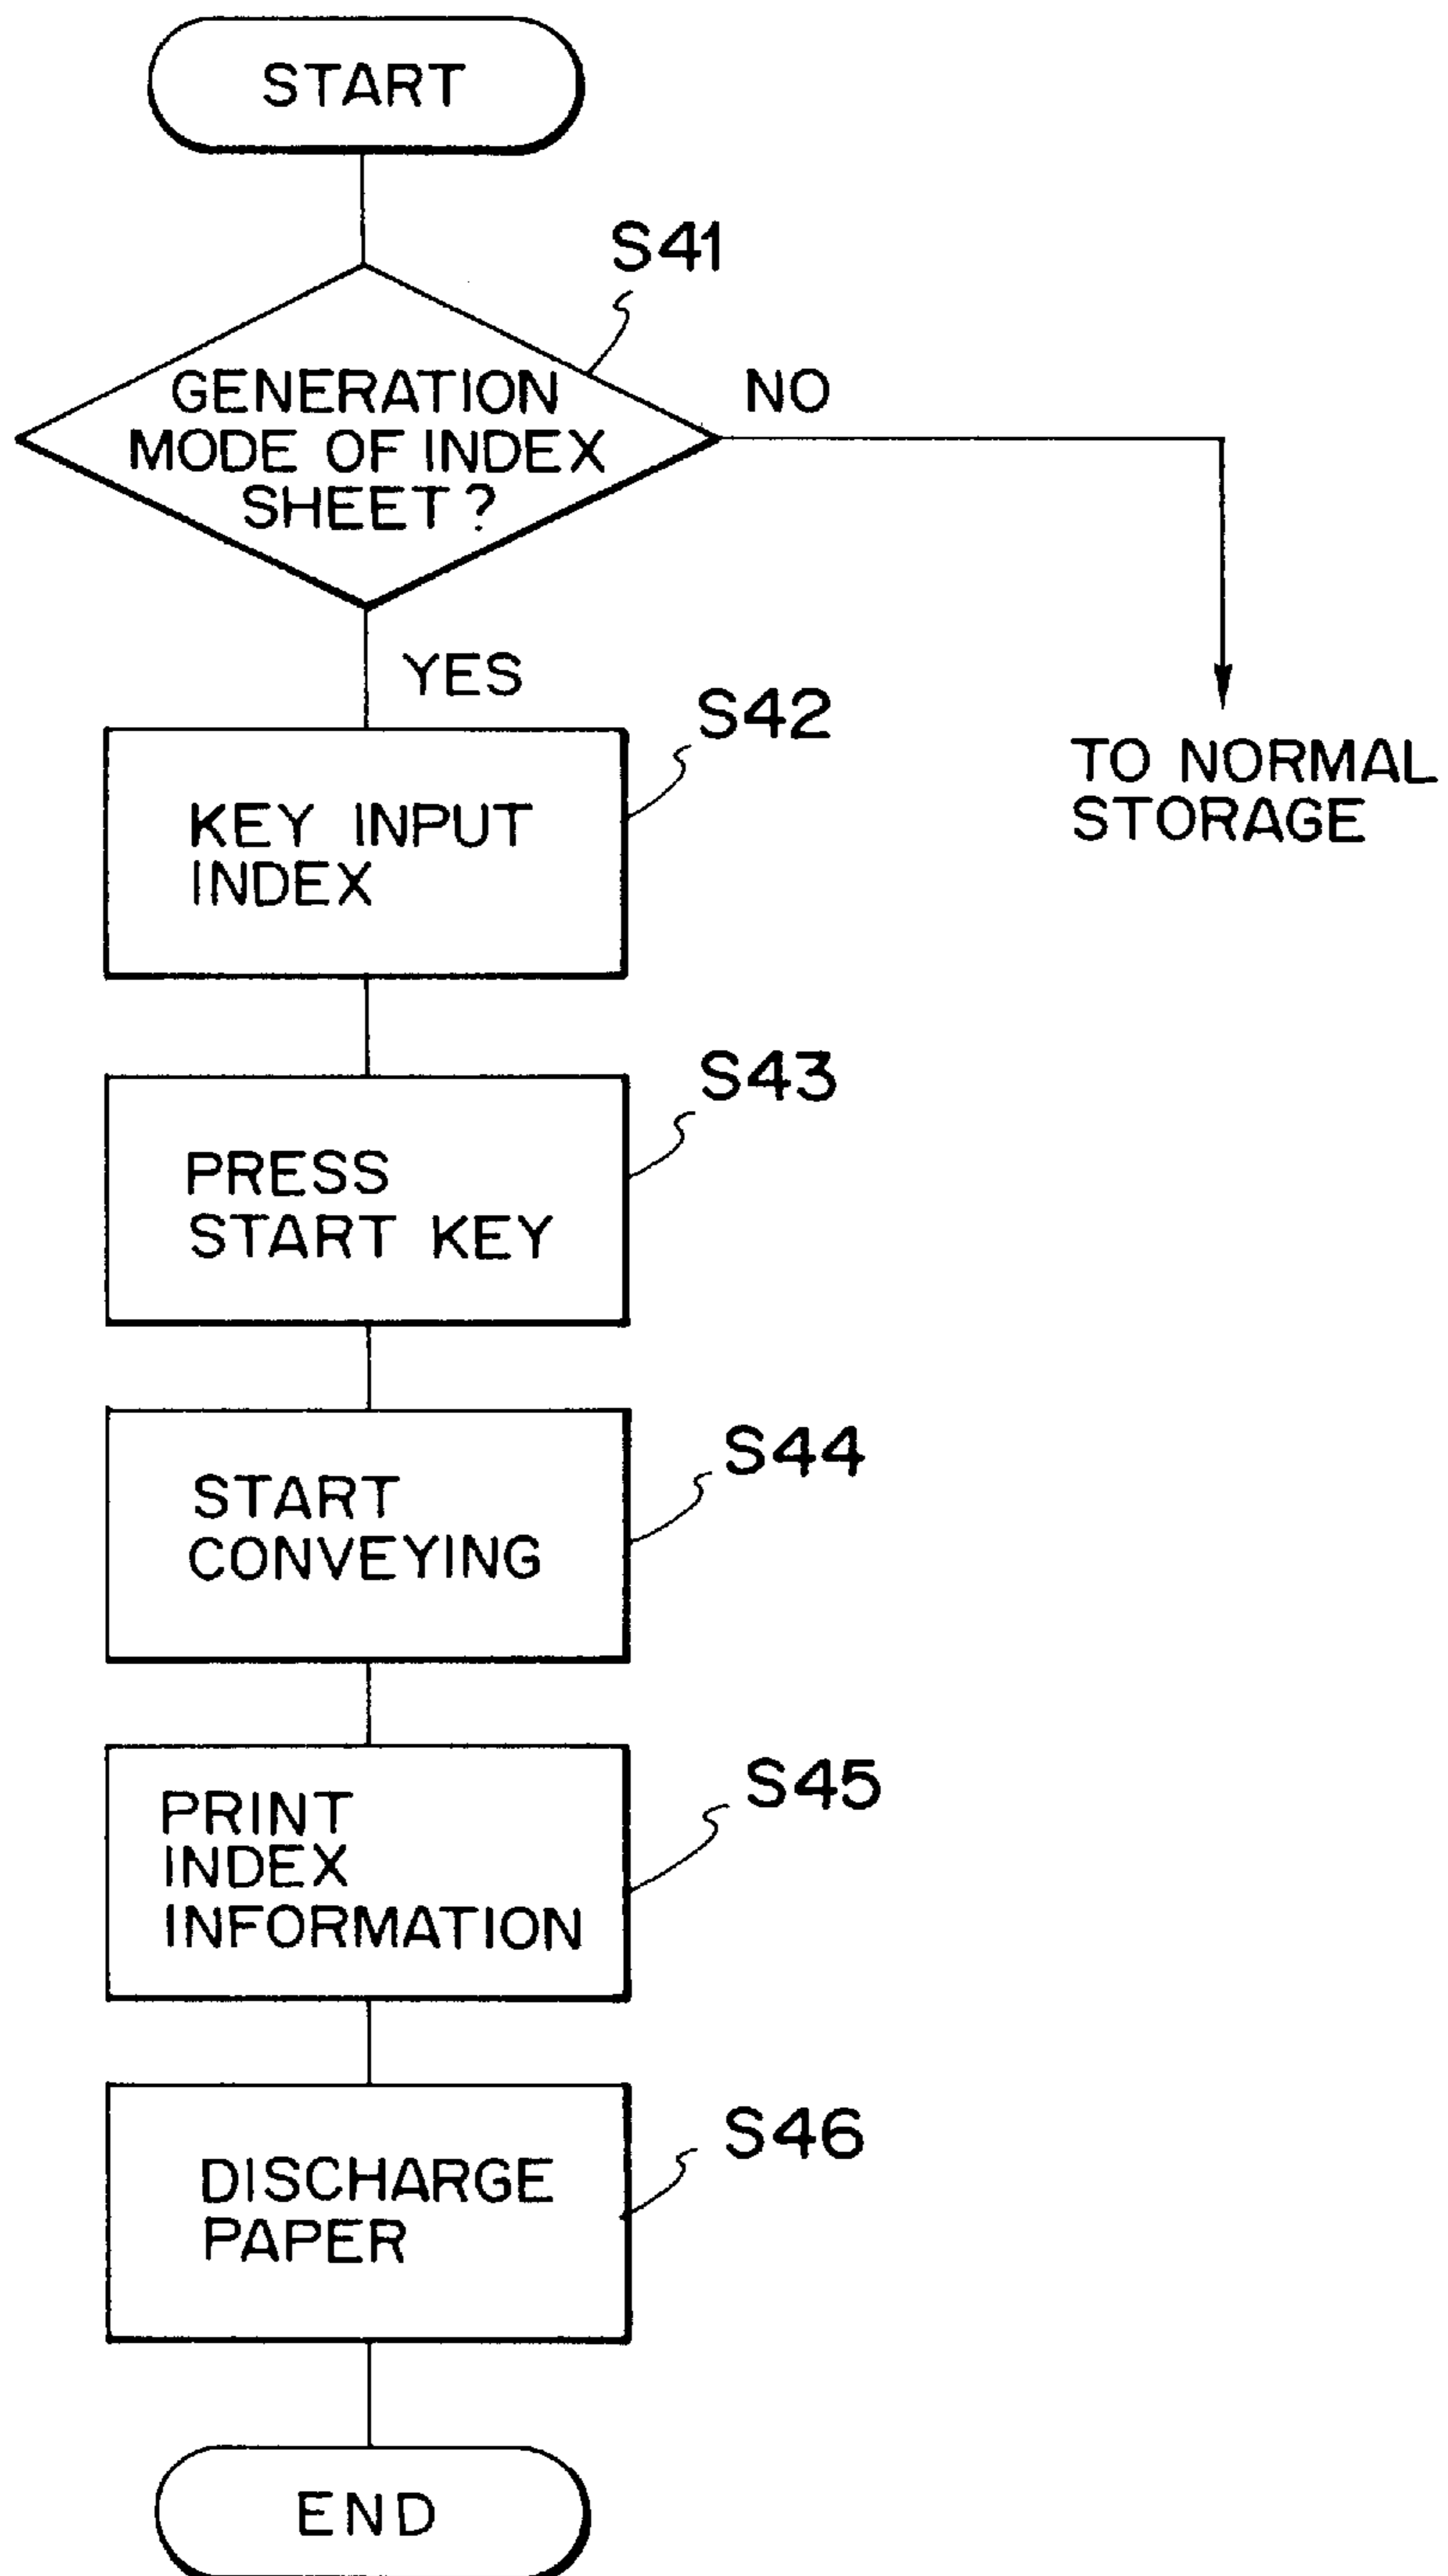 START
S41
GENERATION
MODE OF INDEX
SHEET?
NO
YES
TO NORMAL
STORAGE
S42
KEY INPUT
INDEX
S43
PRESS
START KEY
S44
START
CONVEYING
S45
PRINT
INDEX
INFORMATION
S46
DISCHARGE
PAPER
END